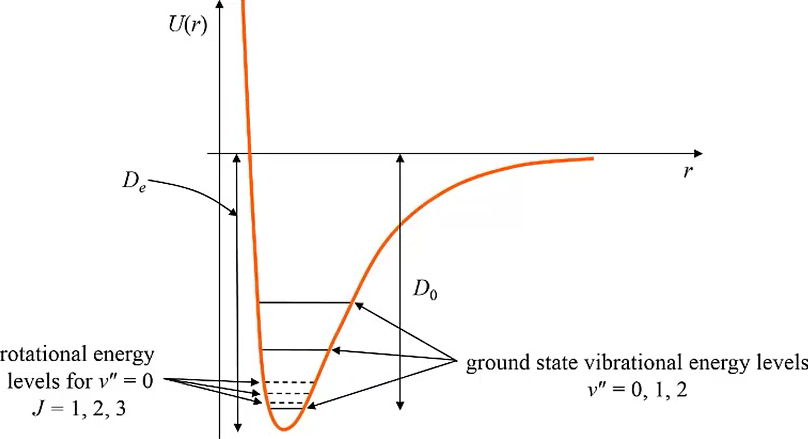 U(r)
r
Dₑ
D₀
rotational energy
levels for v″ = 0
J = 1, 2, 3
ground state vibrational energy levels
v″ = 0, 1, 2